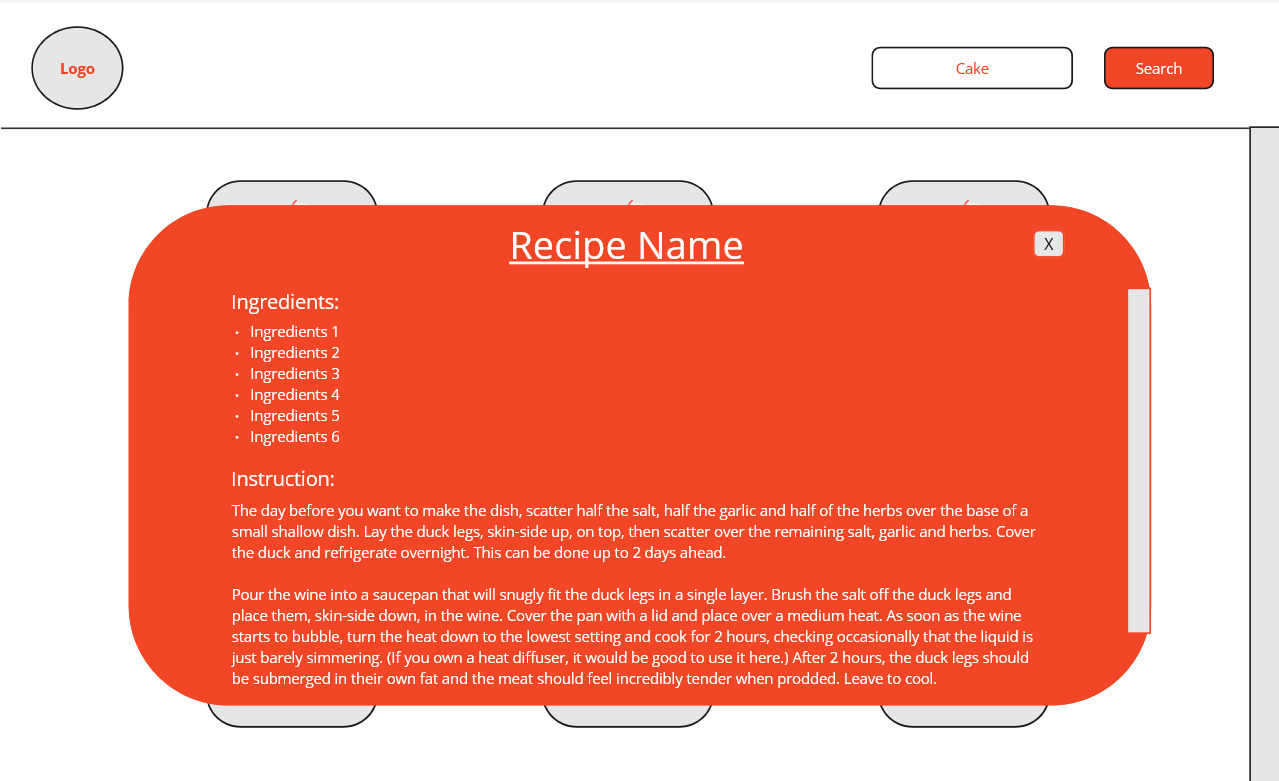 Logo
Cake
Search
Recipe Name
X
Ingredients:
• Ingredients 1
• Ingredients 2
• Ingredients 3
• Ingredients 4
• Ingredients 5
• Ingredients 6
Instruction:
The day before you want to make the dish, scatter half the salt, half the garlic and half of the herbs over the base of a
small shallow dish. Lay the duck legs, skin-side up, on top, then scatter over the remaining salt, garlic and herbs. Cover
the duck and refrigerate overnight. This can be done up to 2 days ahead.
Pour the wine into a saucepan that will snugly fit the duck legs in a single layer. Brush the salt off the duck legs and
place them, skin-side down, in the wine. Cover the pan with a lid and place over a medium heat. As soon as the wine
starts to bubble, turn the heat down to the lowest setting and cook for 2 hours, checking occasionally that the liquid is
just barely simmering. (If you own a heat diffuser, it would be good to use it here.) After 2 hours, the duck legs should
be submerged in their own fat and the meat should feel incredibly tender when prodded. Leave to cool.